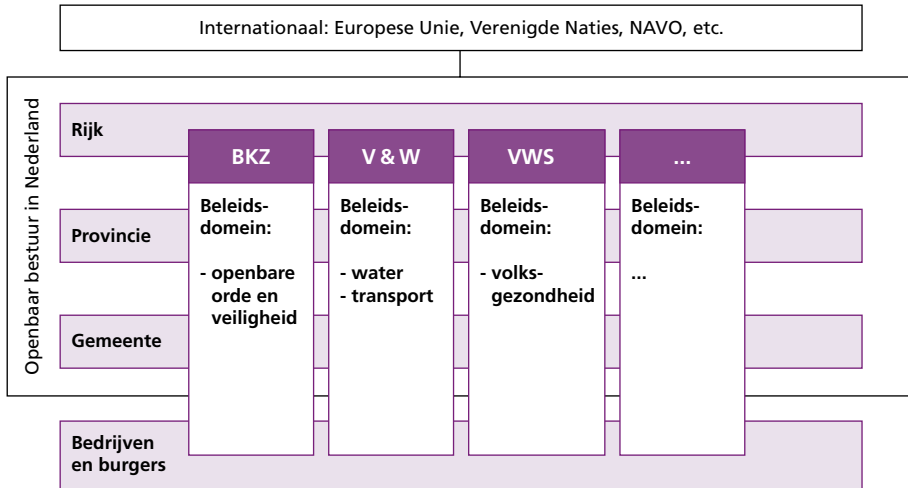 Internationaal: Europese Unie, Verenigde Naties, NAVO, etc.
Openbaar bestuur in Nederland
Rijk
BKZ
V & W
VWS
...
Beleids-
domein:
- openbare
orde en
veiligheid
Beleids-
domein:
- water
- transport
Beleids-
domein:
- volks-
gezondheid
Beleids-
domein:
...
Provincie
Gemeente
Bedrijven
en burgers